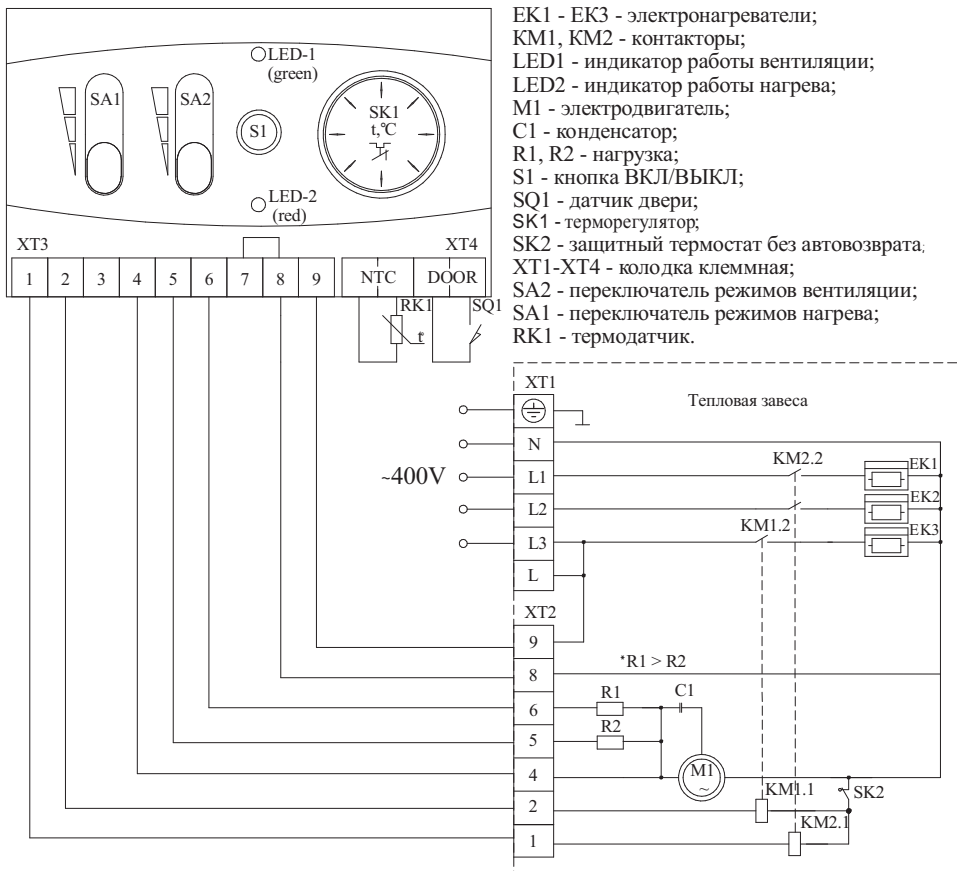 LED-1
(green)
SA1
SA2
S1
SK1
t,°C
LED-2
(red)
XT3
XT4
1 2 3 4 5 6 7 8 9
NTC
DOOR
RK1
t°
SQ1
EK1 - EK3 - электронагреватели;
KM1, KM2 - контакторы;
LED1 - индикатор работы вентиляции;
LED2 - индикатор работы нагрева;
M1 - электродвигатель;
C1 - конденсатор;
R1, R2 - нагрузка;
S1 - кнопка ВКЛ/ВЫКЛ;
SQ1 - датчик двери;
SK1 - терморегулятор;
SK2 - защитный термостат без автовозврата;
XT1-XT4 - колодка клеммная;
SA2 - переключатель режимов вентиляции;
SA1 - переключатель режимов нагрева;
RK1 - термодатчик.
XT1
Тепловая завеса
N
~400V
L1
L2
L3
L
KM2.2
KM1.2
EK1
EK2
EK3
XT2
9
8
6
5
4
2
1
*R1 > R2
R1
R2
C1
M1
~
KM1.1
SK2
KM2.1